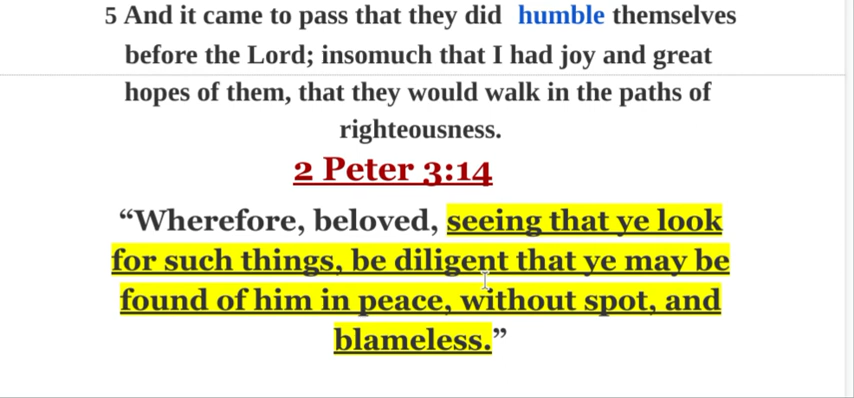 5 And it came to pass that they did humble themselves
before the Lord; insomuch that I had joy and great
hopes of them, that they would walk in the paths of
righteousness.
2 Peter 3:14
“Wherefore, beloved, seeing that ye look
for such things, be diligent that ye may be
found of him in peace, without spot, and
blameless.”